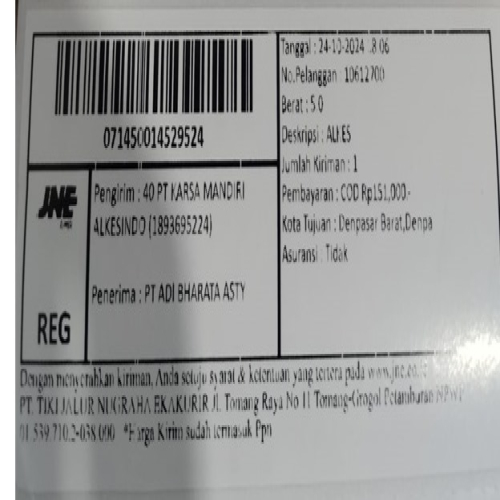 071450014529524
JNE
REG
Pengirim : 40 PT KARSA MANDIRI
ALKESINDO (1893695224)
Penerima : PT ADI BHARATA ASTY
Tanggal : 24-10-2024
No.Pelanggan : 10612700
Berat : 5.0
Deskripsi : ALKES
Jumlah Kiriman : 1
Pembayaran : COD Rp151,000.-
Kota Tujuan : Denpasar Barat,Denpa
Asuransi : Tidak
Dengan menyerahkan kiriman, Anda setuju syarat & ketentuan yang tertera pada www.jne.co.id
PT. TIKI JALUR NUGRAHA EKAKURIR Jl. Tomang Raya No 11 Tomang-Grogol Petamburan NPWP
01.539.710.2-038.000 *Harga Kirim sudah termasuk Ppn